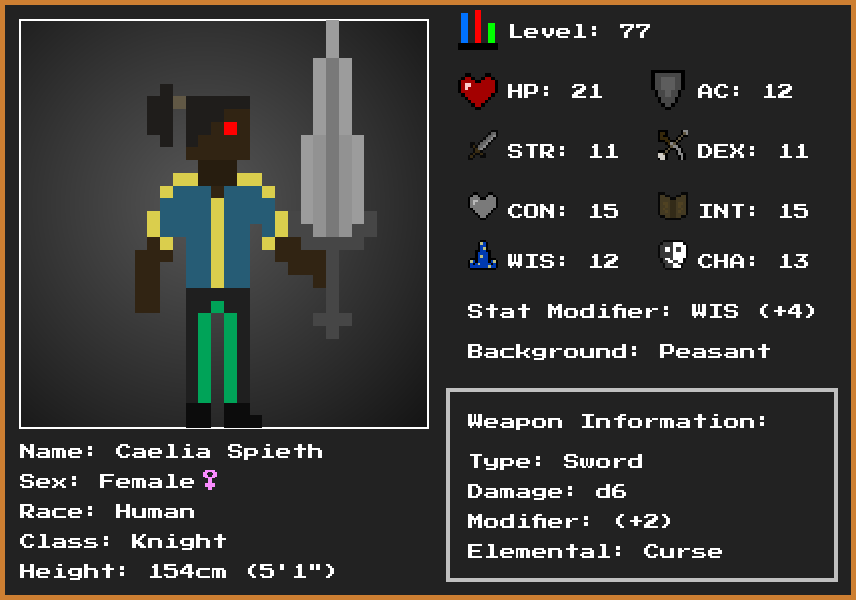 Level: 77
HP: 21 AC: 12
STR: 11 DEX: 11
CON: 15 INT: 15
WIS: 12 CHA: 13
Stat Modifier: WIS (+4)
Background: Peasant
Weapon Information:
Type: Sword
Damage: d6
Modifier: (+2)
Elemental: Curse
Name: Caelia Spieth
Sex: Female♀
Race: Human
Class: Knight
Height: 154cm (5'1")